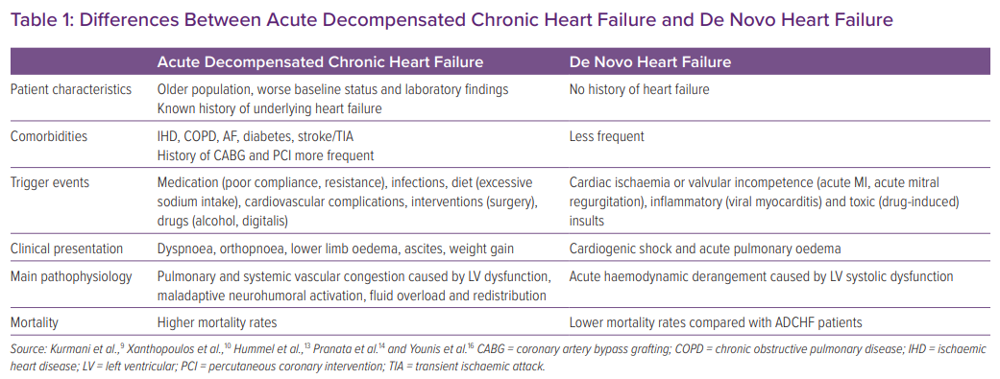 Table 1: Differences Between Acute Decompensated Chronic Heart Failure and De Novo Heart Failure
Acute Decompensated Chronic Heart Failure De Novo Heart Failure
Patient characteristics Older population, worse baseline status and laboratory findings No history of heart failure
Known history of underlying heart failure
Comorbidities IHD, COPD, AF, diabetes, stroke/TIA Less frequent
History of CABG and PCI more frequent
Trigger events Medication (poor compliance, resistance), infections, diet (excessive Cardiac ischaemia or valvular incompetence (acute MI, acute mitral
sodium intake), cardiovascular complications, interventions (surgery), regurgitation), inflammatory (viral myocarditis) and toxic (drug-induced)
drugs (alcohol, digitalis) insults
Clinical presentation Dyspnoea, orthopnoea, lower limb oedema, ascites, weight gain Cardiogenic shock and acute pulmonary oedema
Main pathophysiology Pulmonary and systemic vascular congestion caused by LV dysfunction, Acute haemodynamic derangement caused by LV systolic dysfunction
maladaptive neurohumoral activation, fluid overload and redistribution
Mortality Higher mortality rates Lower mortality rates compared with ADCHF patients
Source: Kurmani et al.,9 Xanthopoulos et al.,10 Hummel et al.,13 Pranata et al.14 and Younis et al.16 CABG = coronary artery bypass grafting; COPD = chronic obstructive pulmonary disease; IHD = ischaemic
heart disease; LV = left ventricular; PCI = percutaneous coronary intervention; TIA = transient ischaemic attack.